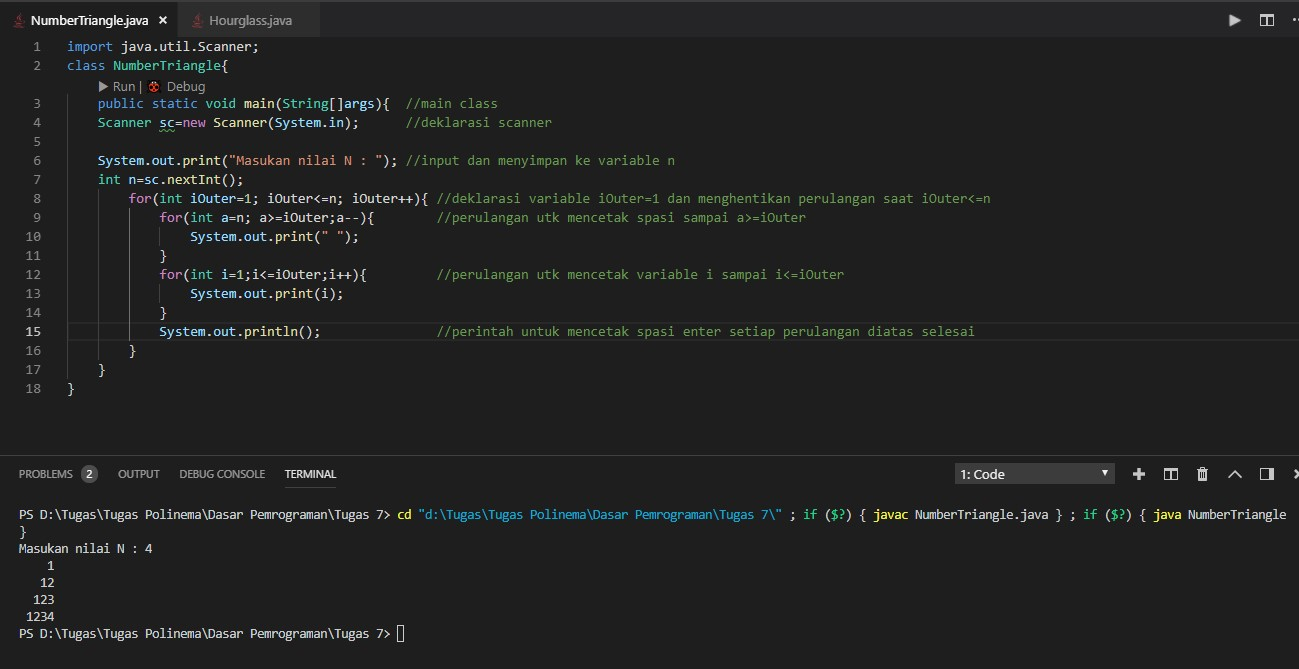 NumberTriangle.java × Hourglass.java
1 import java.util.Scanner;
2 class NumberTriangle{
Run | Debug
3 public static void main(String[]args){ //main class
4 Scanner sc=new Scanner(System.in); //deklarasi scanner
5
6 System.out.print("Masukan nilai N : "); //input dan menyimpan ke variable n
7 int n=sc.nextInt();
8 for(int iOuter=1; iOuter<=n; iOuter++){ //deklarasi variable iOuter=1 dan menghentikan perulangan saat iOuter<=n
9 for(int a=n; a>=iOuter;a--){ //perulangan utk mencetak spasi sampai a>=iOuter
10 System.out.print(" ");
11 }
12 for(int i=1;i<=iOuter;i++){ //perulangan utk mencetak variable i sampai i<=iOuter
13 System.out.print(i);
14 }
15 System.out.println(); //perintah untuk mencetak spasi enter setiap perulangan diatas selesai
16 }
17 }
18 }
PROBLEMS 2 OUTPUT DEBUG CONSOLE TERMINAL 1: Code
PS D:\Tugas\Tugas Polinema\Dasar Pemrograman\Tugas 7> cd "d:\Tugas\Tugas Polinema\Dasar Pemrograman\Tugas 7\" ; if ($?) { javac NumberTriangle.java } ; if ($?) { java NumberTriangle
}
Masukan nilai N : 4
1
12
123
1234
PS D:\Tugas\Tugas Polinema\Dasar Pemrograman\Tugas 7>